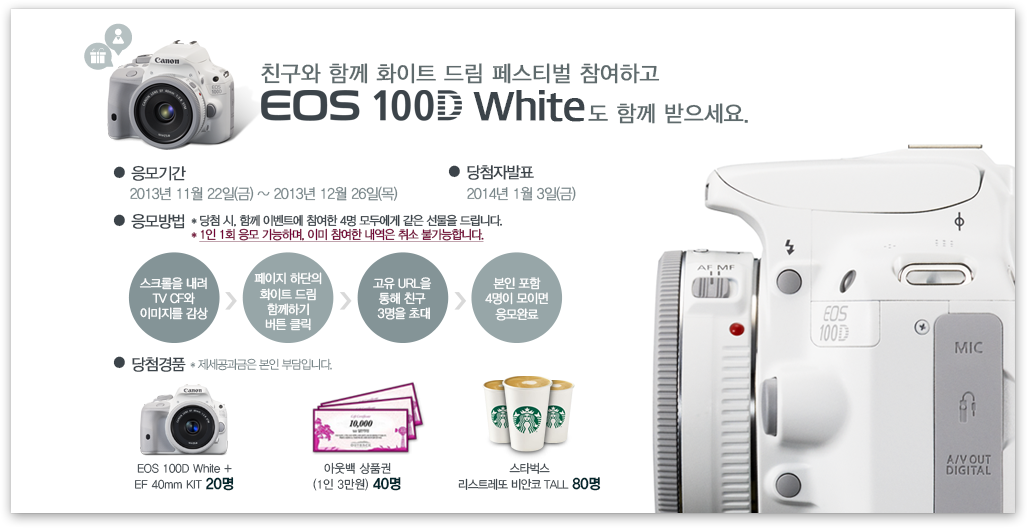 Canon
친구와 함께 화이트 드림 페스티벌 참여하고
EOS 100D White도 함께 받으세요.
● 응모기간
2013년 11월 22일(금) ~ 2013년 12월 26일(목)
● 당첨자발표
2014년 1월 3일(금)
● 응모방법 * 당첨 시, 함께 이벤트에 참여한 4명 모두에게 같은 선물을 드립니다.
* 1인 1회 응모 가능하며, 이미 참여한 내역은 취소 불가능합니다.
스크롤을 내려
TV CF와
이미지를 감상
페이지 하단의
화이트 드림
함께하기
버튼 클릭
고유 URL을
통해 친구
3명을 초대
본인 포함
4명이 모이면
응모완료
● 당첨경품 * 제세공과금은 본인 부담입니다.
Canon
10,000
EOS 100D White +
EF 40mm KIT 20명
아웃백 상품권
(1인 3만원) 40명
스타벅스
리스트레또 비안코 TALL 80명
AF MF
EOS
100D
MIC
A/V OUT
DIGITAL